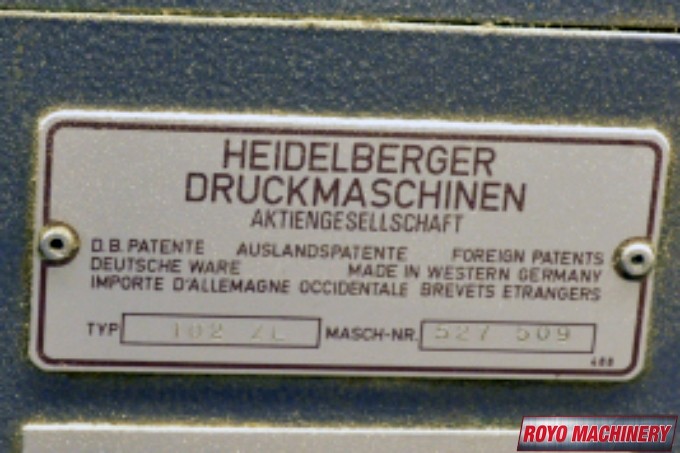 HEIDELBERGER
DRUCKMASCHINEN
AKTIENGESELLSCHAFT
D.B. PATENTE AUSLANDSPATENTE FOREIGN PATENTS
DEUTSCHE WARE MADE IN WESTERN GERMANY
IMPORTE D'ALLEMAGNE OCCIDENTALE BREVETS ETRANGERS
TYP 102 ZL MASCH-NR. 527 509
488
ROYO MACHINERY